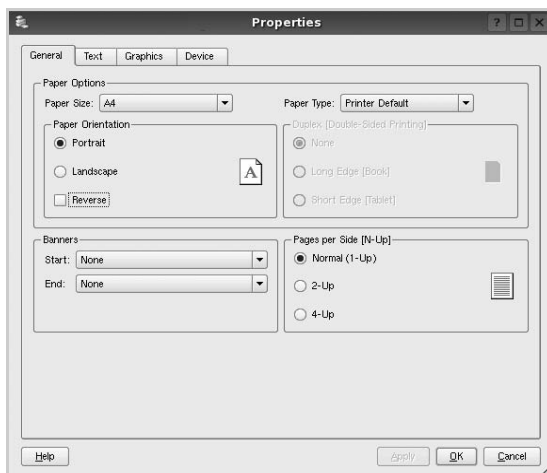 Properties
General Text Graphics Device
Paper Options
Paper Size: A4 Paper Type: Printer Default
Paper Orientation
Portrait
Landscape
Reverse
A
Duplex [Double-Sided Printing]
None
Long Edge [Book]
Short Edge [Tablet]
Banners
Start: None
End: None
Pages per Side [N-Up]
Normal (1-Up)
2-Up
4-Up
Help Apply OK Cancel